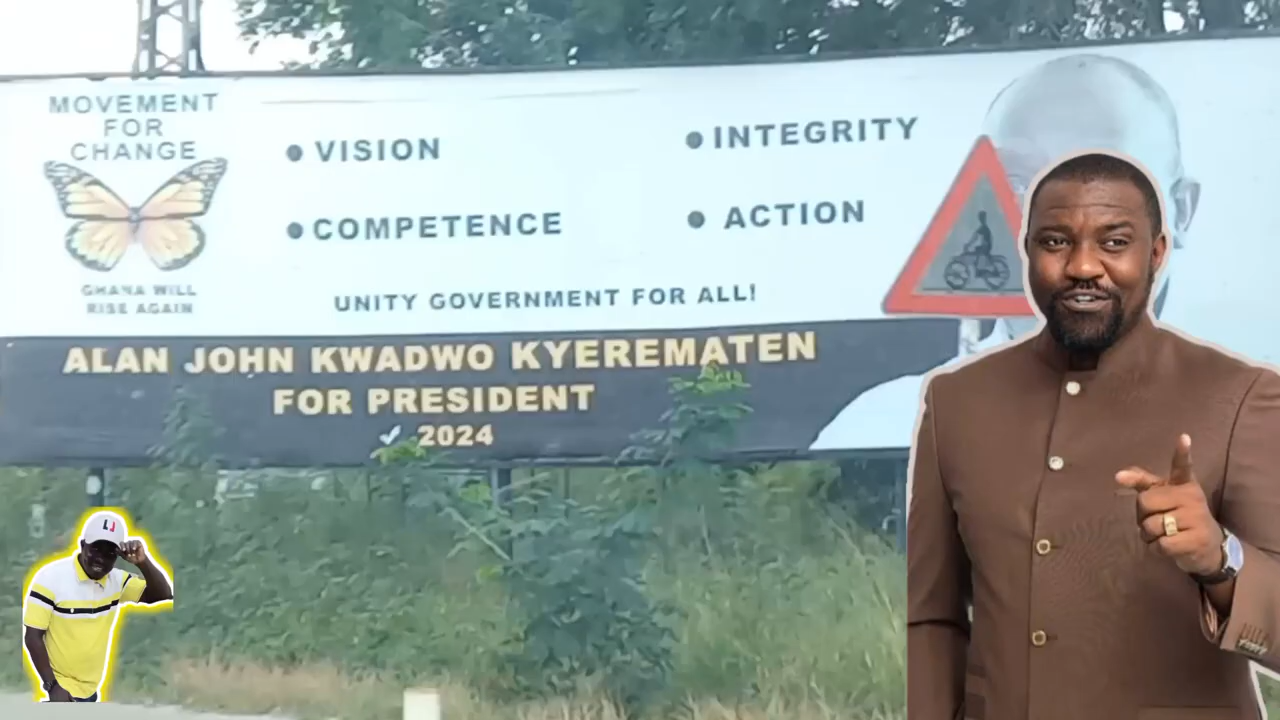 MOVEMENT
FOR
CHANGE
GHANA WILL
RISE AGAIN
• VISION
• COMPETENCE
• INTEGRITY
• ACTION
UNITY GOVERNMENT FOR ALL!
ALAN JOHN KWADWO KYEREMATEN
FOR PRESIDENT
✓ 2024